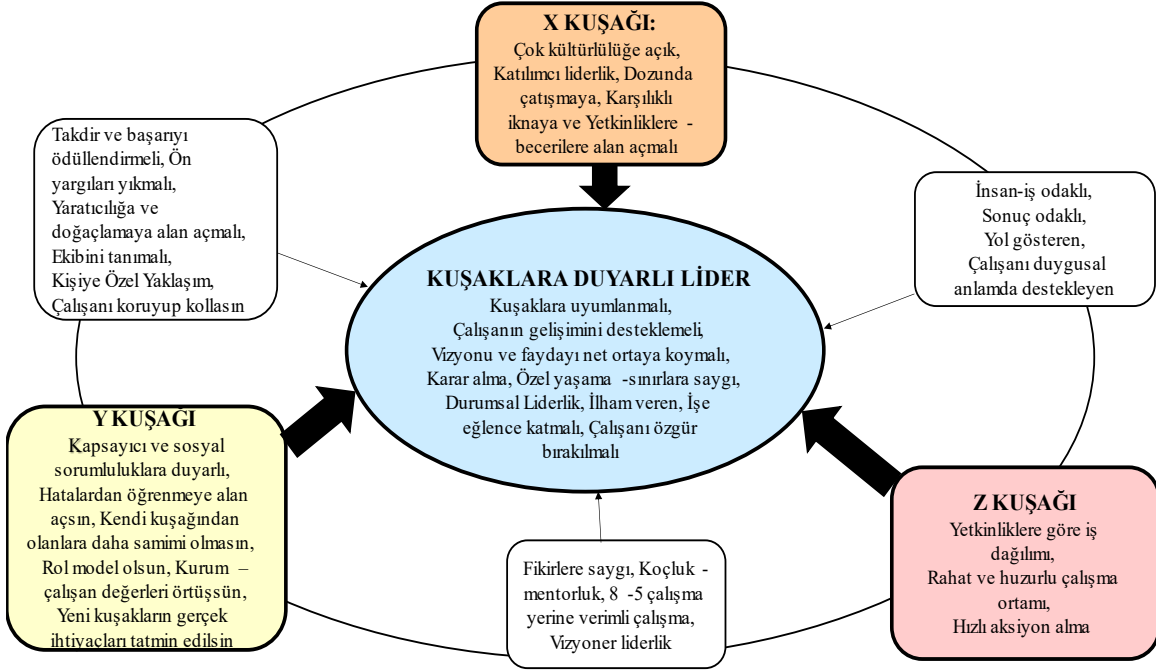 X KUŞAĞI:
Çok kültürlülüğe açık,
Katılımcı liderlik, Dozunda
çatışmaya, Karşılıklı
iknaya ve Yetkinliklere -
becerilere alan açmalı
Takdir ve başarıyı
ödüllendirmeli, Ön
yargıları yıkmalı,
Yaratıcılığa ve
doğaçlamaya alan açmalı,
Ekibini tanımalı,
Kişiye Özel Yaklaşım,
Çalışanı koruyup kollasın
İnsan-iş odaklı,
Sonuç odaklı,
Yol gösteren,
Çalışanı duygusal
anlamda destekleyen
KUŞAKLARA DUYARLI LİDER
Kuşaklara uyumlanmalı,
Çalışanın gelişimini desteklemeli,
Vizyonu ve faydayı net ortaya koymalı,
Karar alma, Özel yaşama -sınırlara saygı,
Durumsal Liderlik, İlham veren, İşe
eğlence katmalı, Çalışanı özgür
bırakılmalı
Y KUŞAĞI
Kapsayıcı ve sosyal
sorumluluklara duyarlı,
Hatalardan öğrenmeye alan
açsın, Kendi kuşağından
olanlara daha samimi olmasın,
Rol model olsun, Kurum –
çalışan değerleri örtüşsün,
Yeni kuşakların gerçek
ihtiyaçları tatmin edilsin
Fikirlere saygı, Koçluk -
mentorluk, 8 -5 çalışma
yerine verimli çalışma,
Vizyoner liderlik
Z KUŞAĞI
Yetkinliklere göre iş
dağılımı,
Rahat ve huzurlu çalışma
ortamı,
Hızlı aksiyon alma